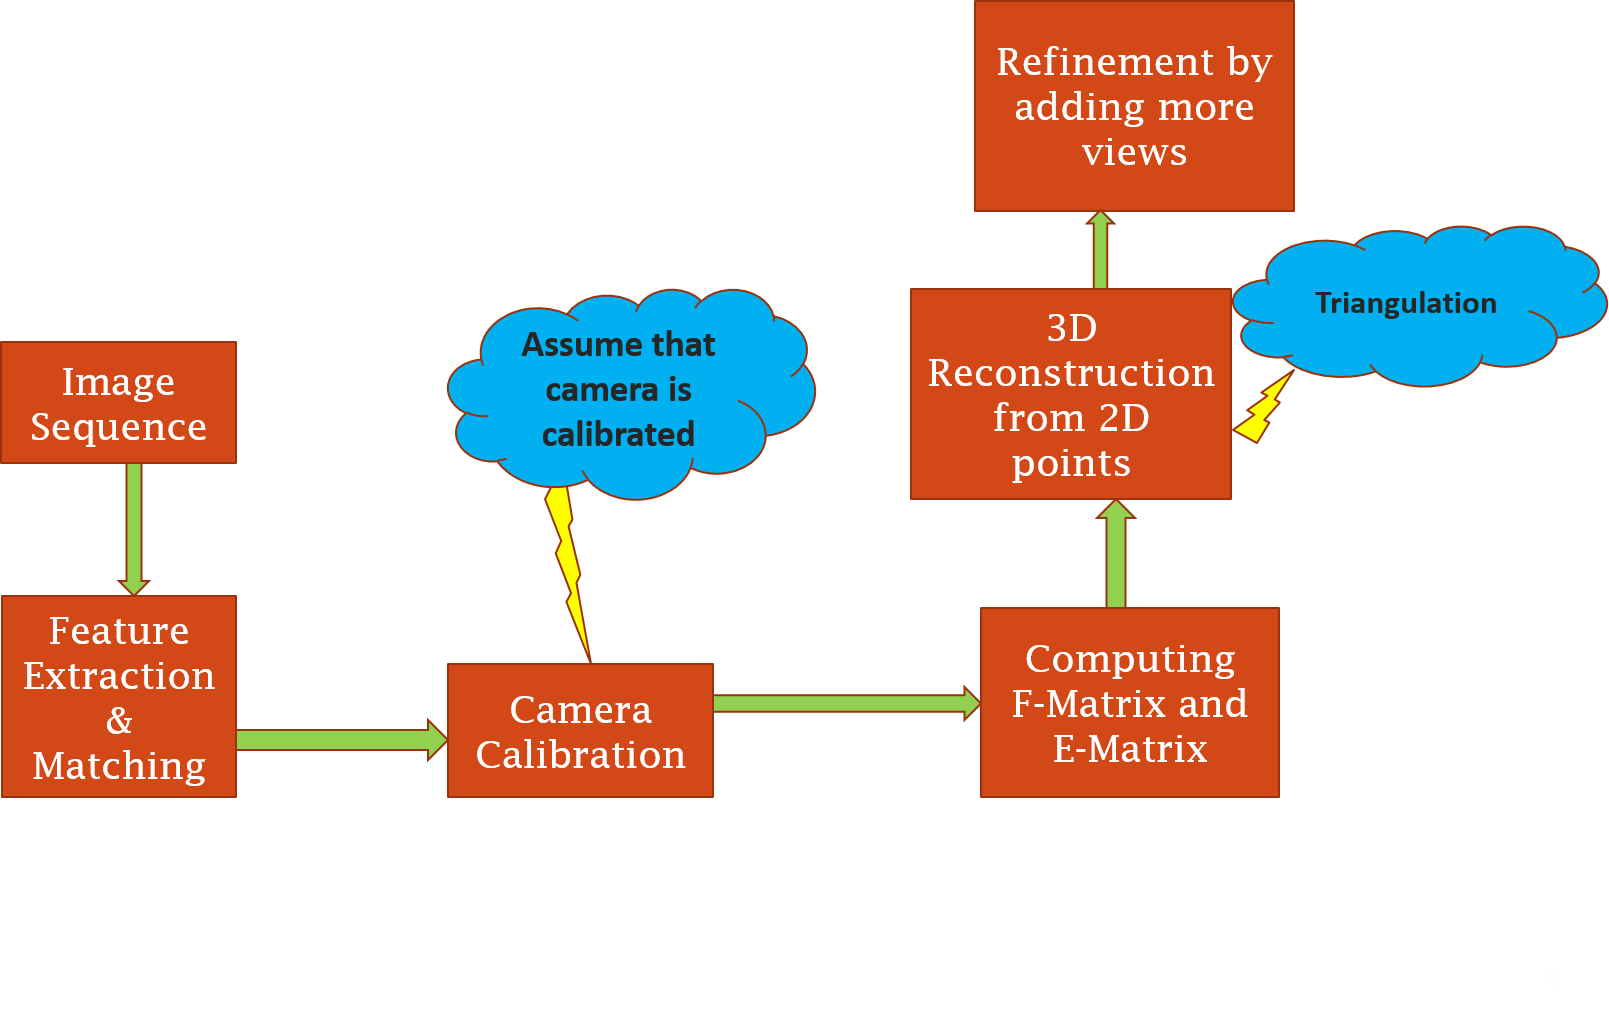 Image
Sequence
Feature
Extraction
&
Matching
Assume that
camera is
calibrated
Camera
Calibration
Computing
F-Matrix and
E-Matrix
3D
Reconstruction
from 2D
points
Triangulation
Refinement by
adding more
views